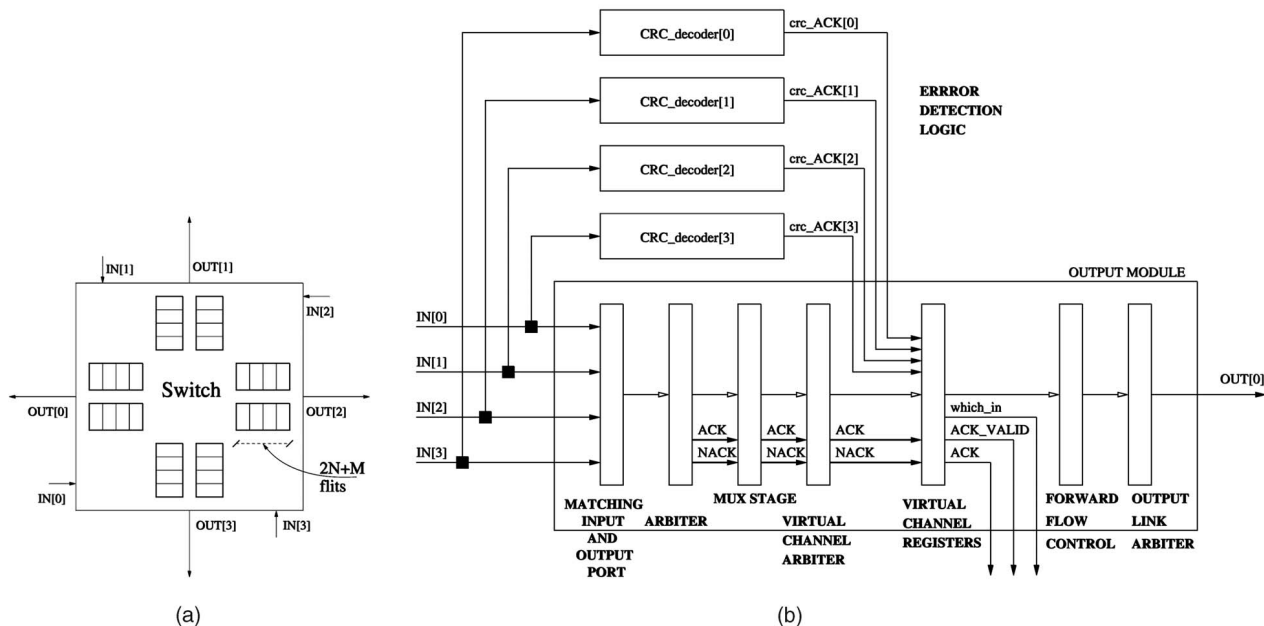 IN[1]
OUT[1]
IN[2]
Switch
OUT[0]
OUT[2]
2N+M
flits
IN[0]
OUT[3]
IN[3]
(a)
CRC_decoder[0]
crc_ACK[0]
CRC_decoder[1]
crc_ACK[1]
CRC_decoder[2]
crc_ACK[2]
CRC_decoder[3]
crc_ACK[3]
ERRROR
DETECTION
LOGIC
OUTPUT MODULE
IN[0]
IN[1]
IN[2]
IN[3]
ACK
ACK
ACK
NACK
NACK
NACK
which_in
ACK_VALID
ACK
OUT[0]
MATCHING
INPUT
AND
OUTPUT
PORT
ARBITER
MUX STAGE
VIRTUAL
CHANNEL
ARBITER
VIRTUAL
CHANNEL
REGISTERS
FORWARD
FLOW
CONTROL
OUTPUT
LINK
ARBITER
(b)